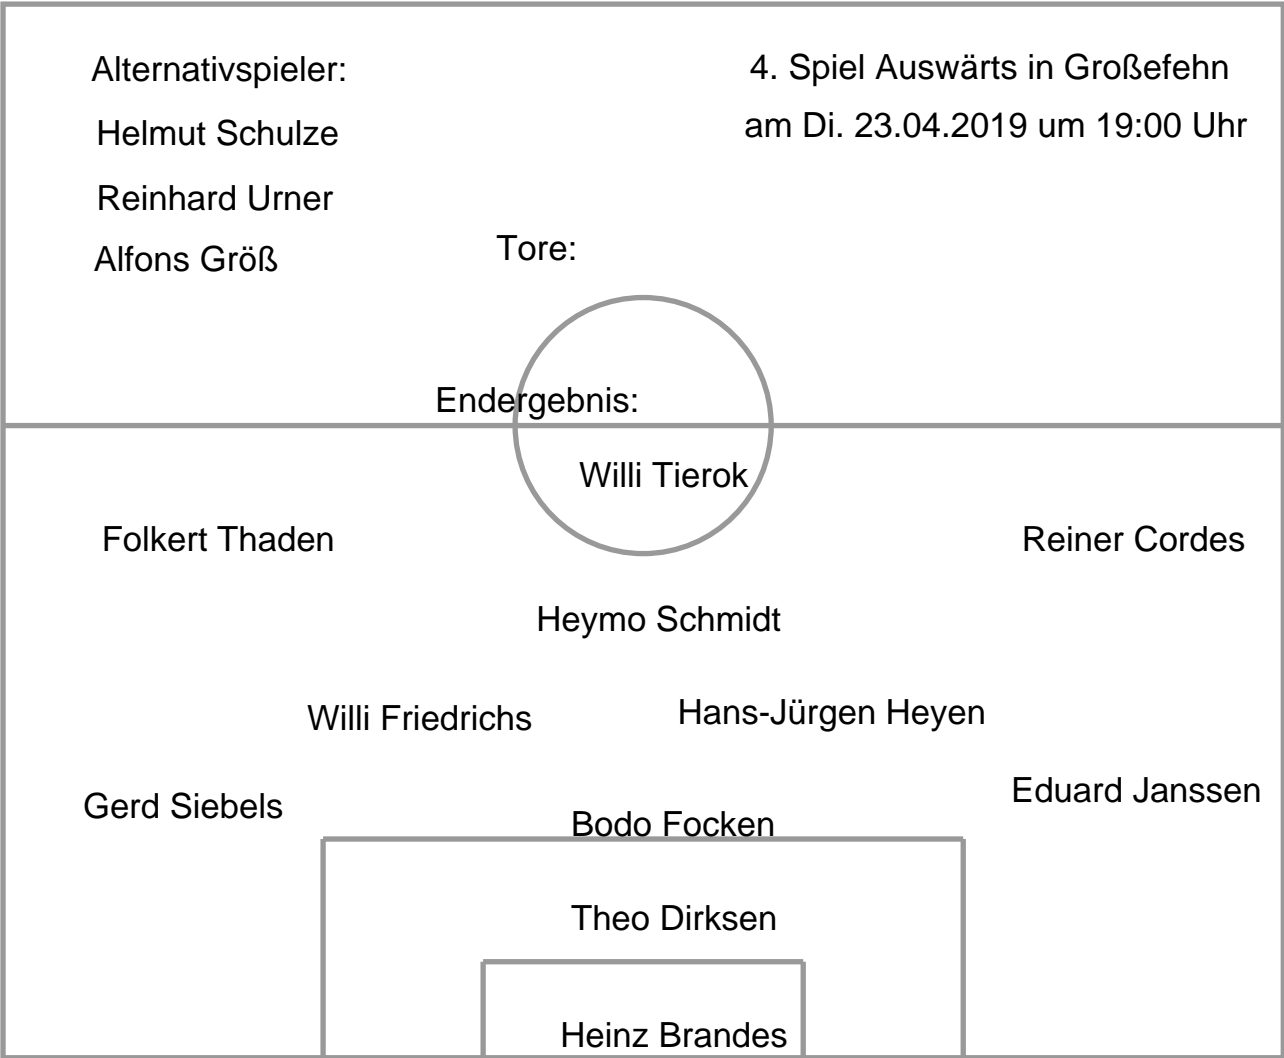 Alternativspieler:
Helmut Schulze
Reinhard Urner
Alfons Größ
4. Spiel Auswärts in Großefehn
am Di. 23.04.2019 um 19:00 Uhr
Tore:
Endergebnis:
Willi Tierok
Folkert Thaden
Reiner Cordes
Heymo Schmidt
Willi Friedrichs
Hans-Jürgen Heyen
Gerd Siebels
Eduard Janssen
Bodo Focken
Theo Dirksen
Heinz Brandes